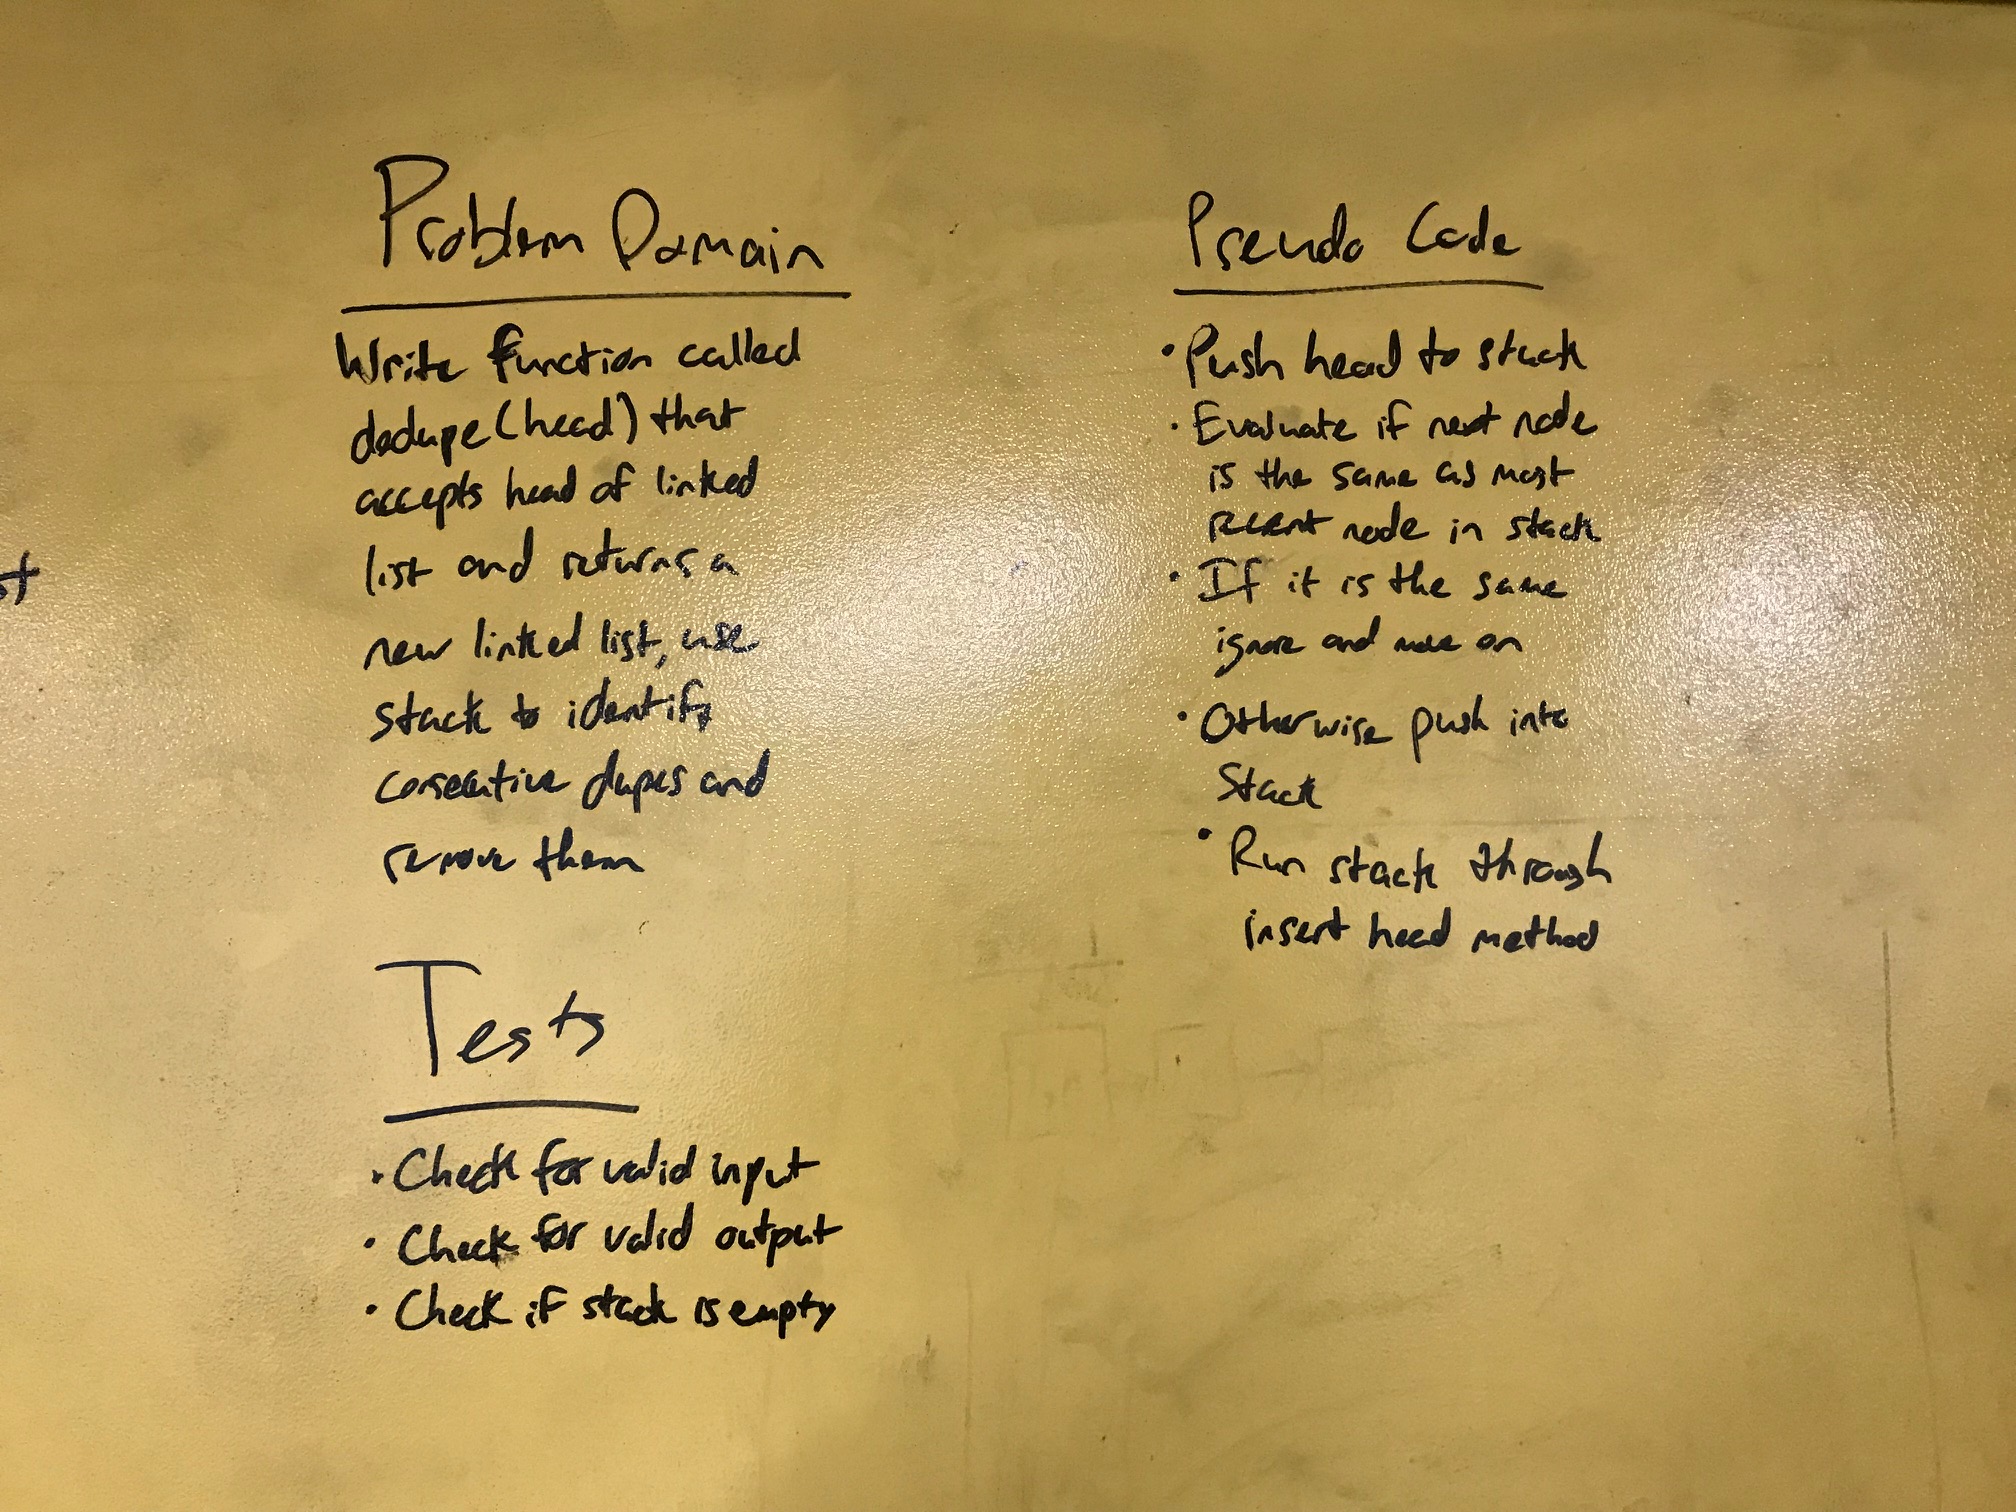 Problem Domain
Write function called
dedupe(head) that
accepts head of linked
list and returns a
new linked list, use
stack to identify
consecutive dupes and
remove them
Tests
• Check for valid input
• Check for valid output
• Check if stack is empty
Pseudo Code
• Push head to stack
• Evaluate if next node
is the same as most
recent node in stack
• If it is the same
ignore and move on
• Otherwise push into
Stack
• Run stack through
insert head method